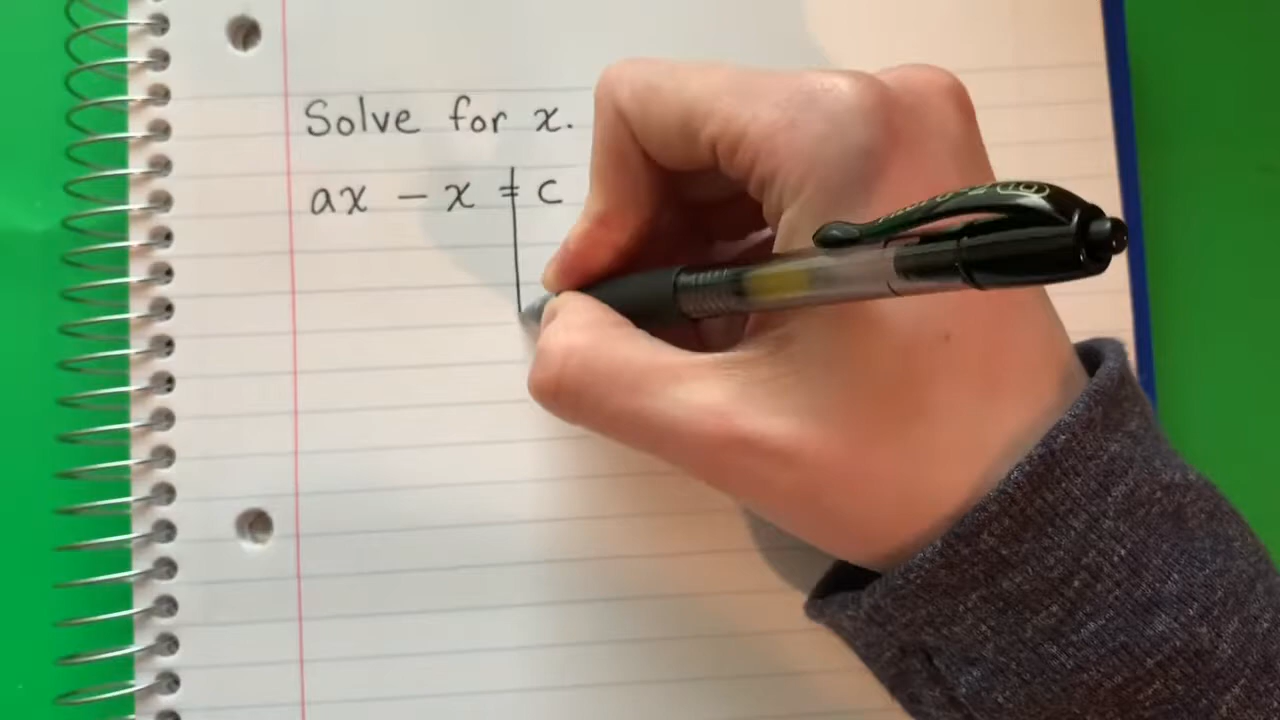 Solve for x.
ax - x = c